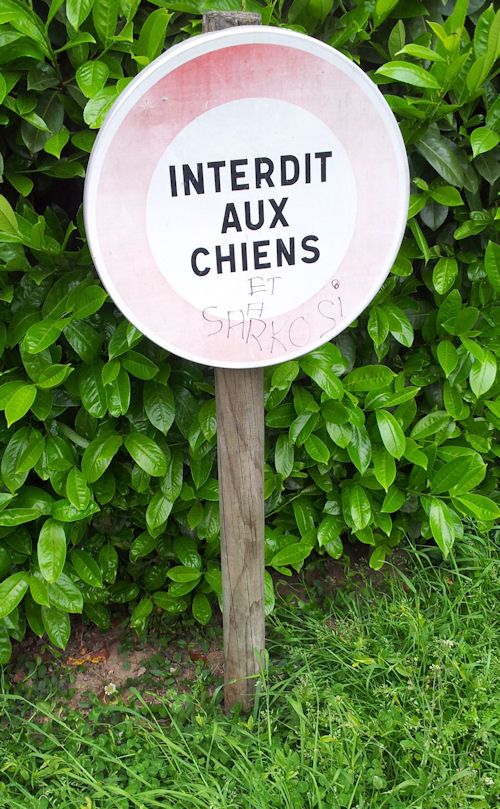 INTERDIT
AUX
CHIENS
ET
A
SARKOSI